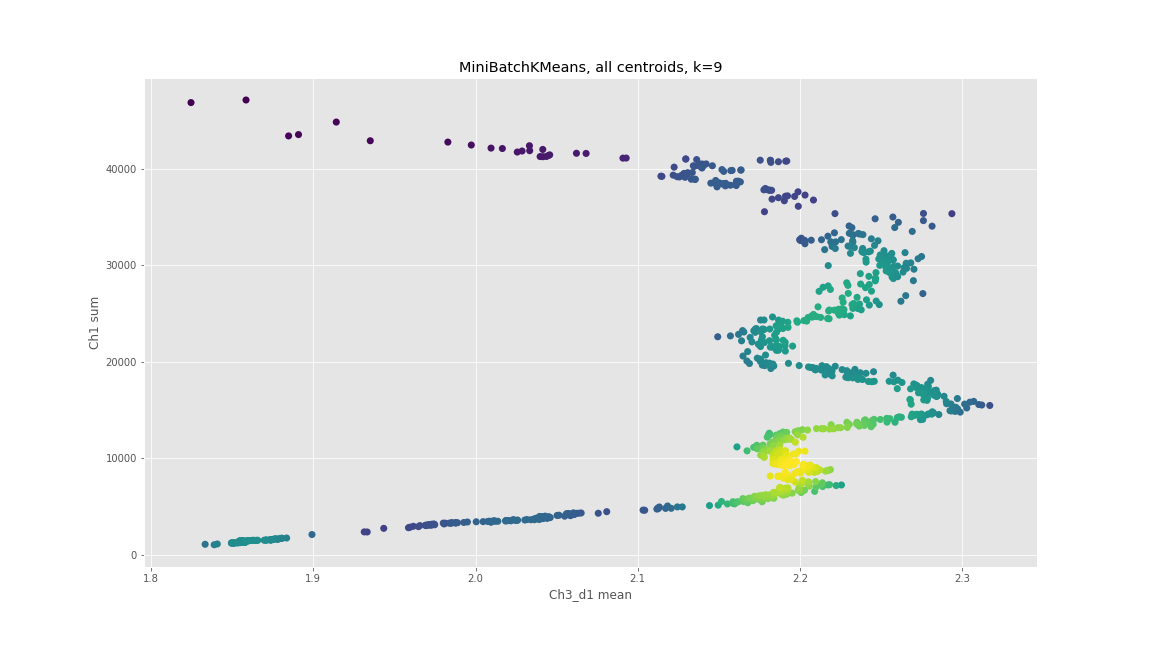 MiniBatchKMeans, all centroids, k=9
Ch1 sum
40000
30000
20000
10000
0
1.8 1.9 2.0 2.1 2.2 2.3
Ch3_d1 mean